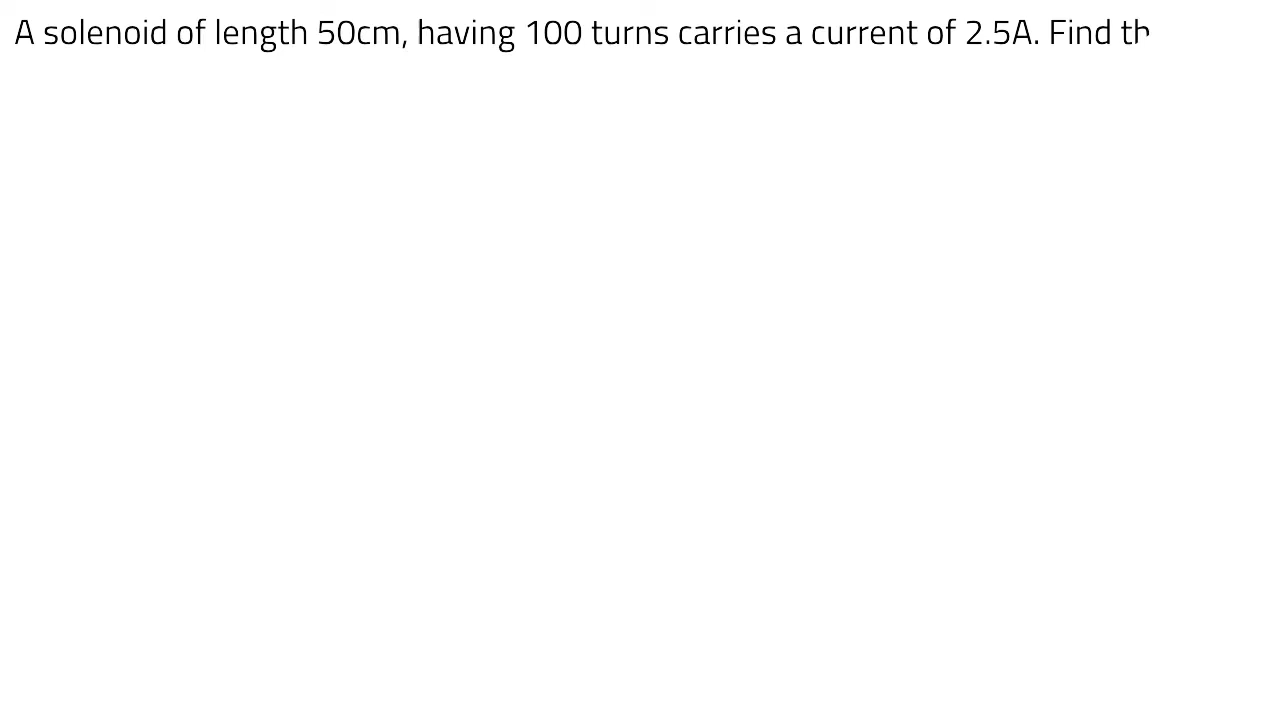 A solenoid of length 50cm, having 100 turns carries a current of 2.5A. Find